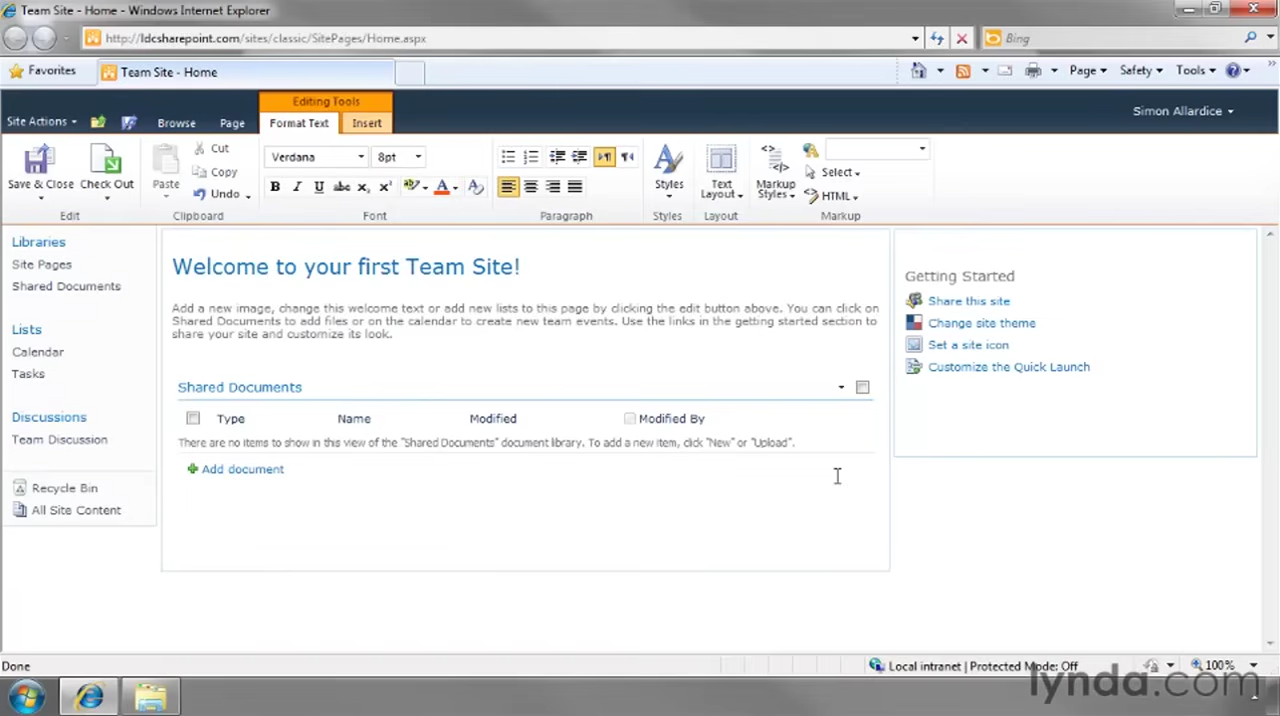 Team Site - Home - Windows Internet Explorer
http://ldcsharepoint.com/sites/classic/SitePages/Home.aspx
Bing
Favorites
Team Site - Home
Page
Safety
Tools
Editing Tools
Simon Allardice
Site Actions
Browse
Page
Format Text
Insert
Save & Close
Check Out
Paste
Cut
Copy
Undo
Verdana
8pt
B I U abc x₂ x²
A
Styles
Text Layout
Markup Styles
Select
HTML
Edit
Clipboard
Font
Paragraph
Styles
Layout
Markup
Libraries
Site Pages
Shared Documents
Lists
Calendar
Tasks
Discussions
Team Discussion
Recycle Bin
All Site Content
Welcome to your first Team Site!
Add a new image, change this welcome text or add new lists to this page by clicking the edit button above. You can click on
Shared Documents to add files or on the calendar to create new team events. Use the links in the getting started section to
share your site and customize its look.
Shared Documents
Type Name Modified Modified By
There are no items to show in this view of the "Shared Documents" document library. To add a new item, click "New" or "Upload".
Add document
Getting Started
Share this site
Change site theme
Set a site icon
Customize the Quick Launch
Done
Local intranet | Protected Mode: Off
100%
lynda.com